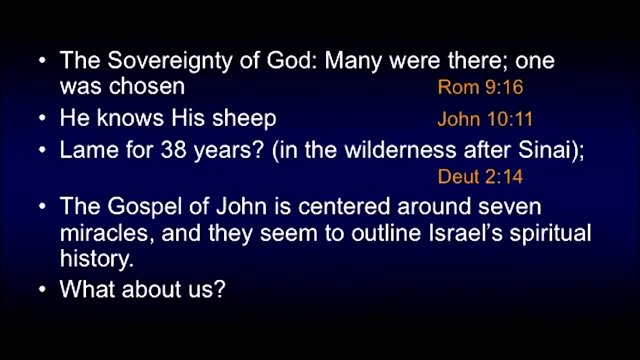 • The Sovereignty of God: Many were there; one
was chosen Rom 9:16
• He knows His sheep John 10:11
• Lame for 38 years? (in the wilderness after Sinai);
Deut 2:14
• The Gospel of John is centered around seven
miracles, and they seem to outline Israel's spiritual
history.
• What about us?